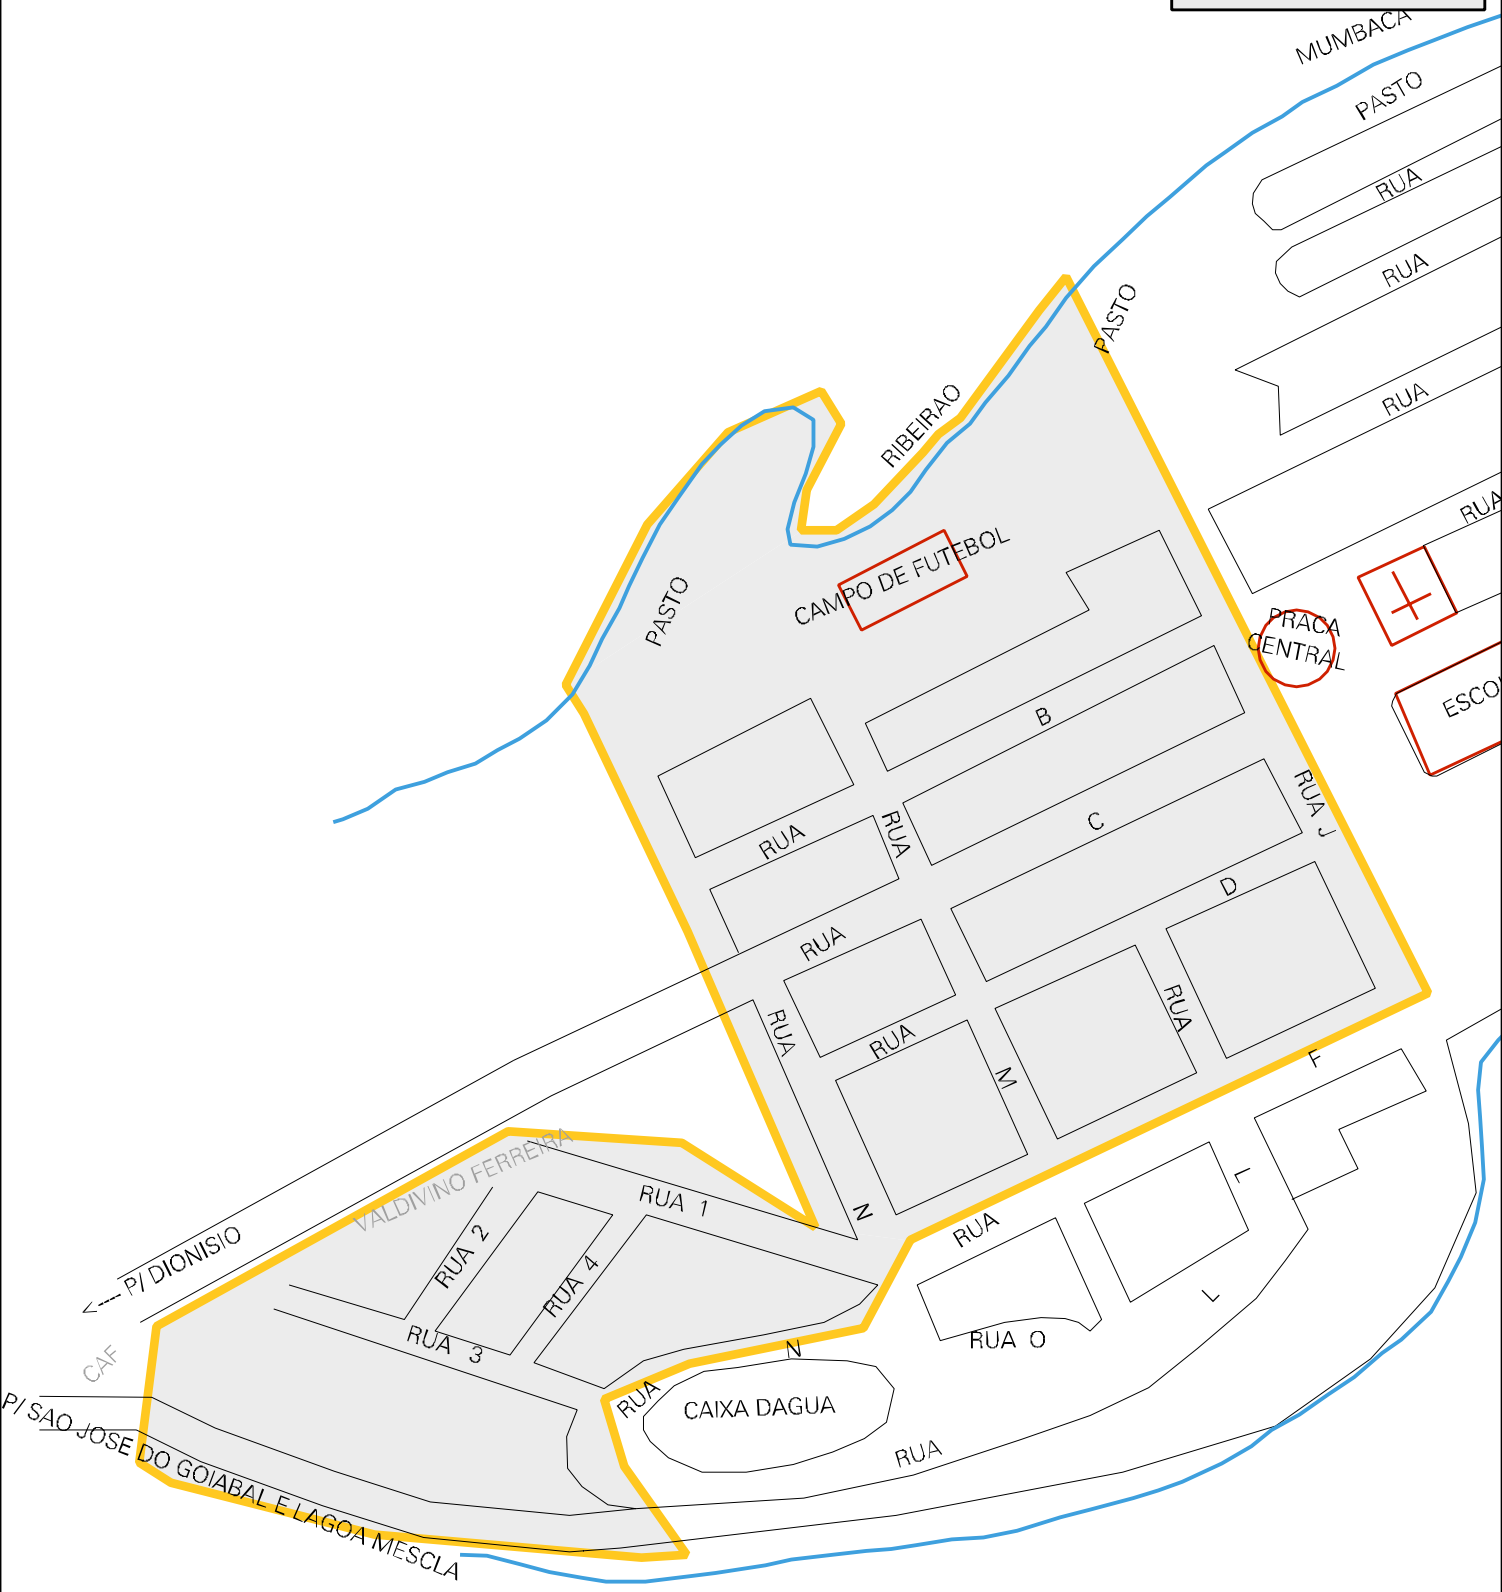 MUMBACA
PASTO
RUA
RUA
PASTO
RUA
RIBEIRAO
RUA
CAMPO DE FUTEBOL
PASTO
PRACA
CENTRAL
ESCO
B
RUA J
C
RUA
RUA
D
RUA
RUA
RUA
RUA
M
F
VALDIVINO FERREIRA
RUA 1
L
N
RUA
P/ DIONISIO
RUA 2
RUA 4
L
RUA 3
RUA O
N
CAF
RUA
CAIXA DAGUA
P/ SAO JOSE DO GOIABAL E LAGOA MESCLA
RUA